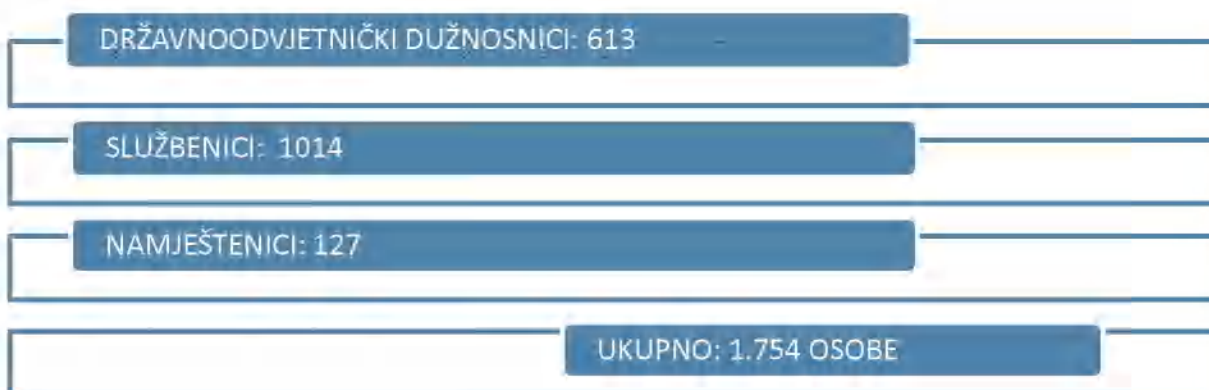 DRŽAVNOODVJETNIČKI DUŽNOSNICI: 613
SLUŽBENICI: 1014
NAMJEŠTENICI: 127
UKUPNO: 1.754 OSOBE